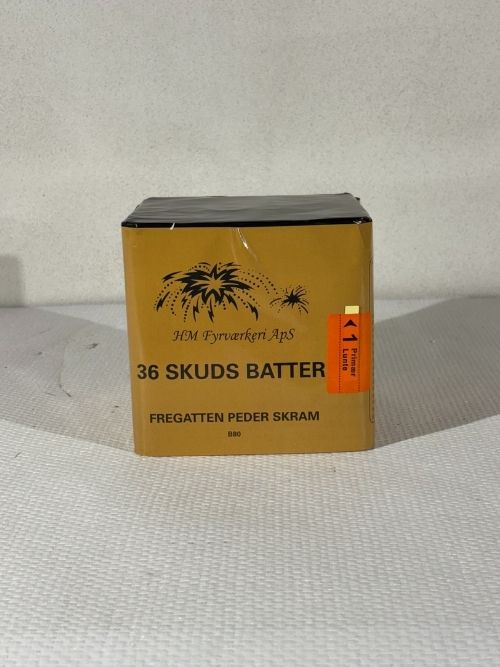 HM Fyrværkeri ApS
36 SKUDS BATTER
FREGATTEN PEDER SKRAM
B80
1 Primær
Lunte